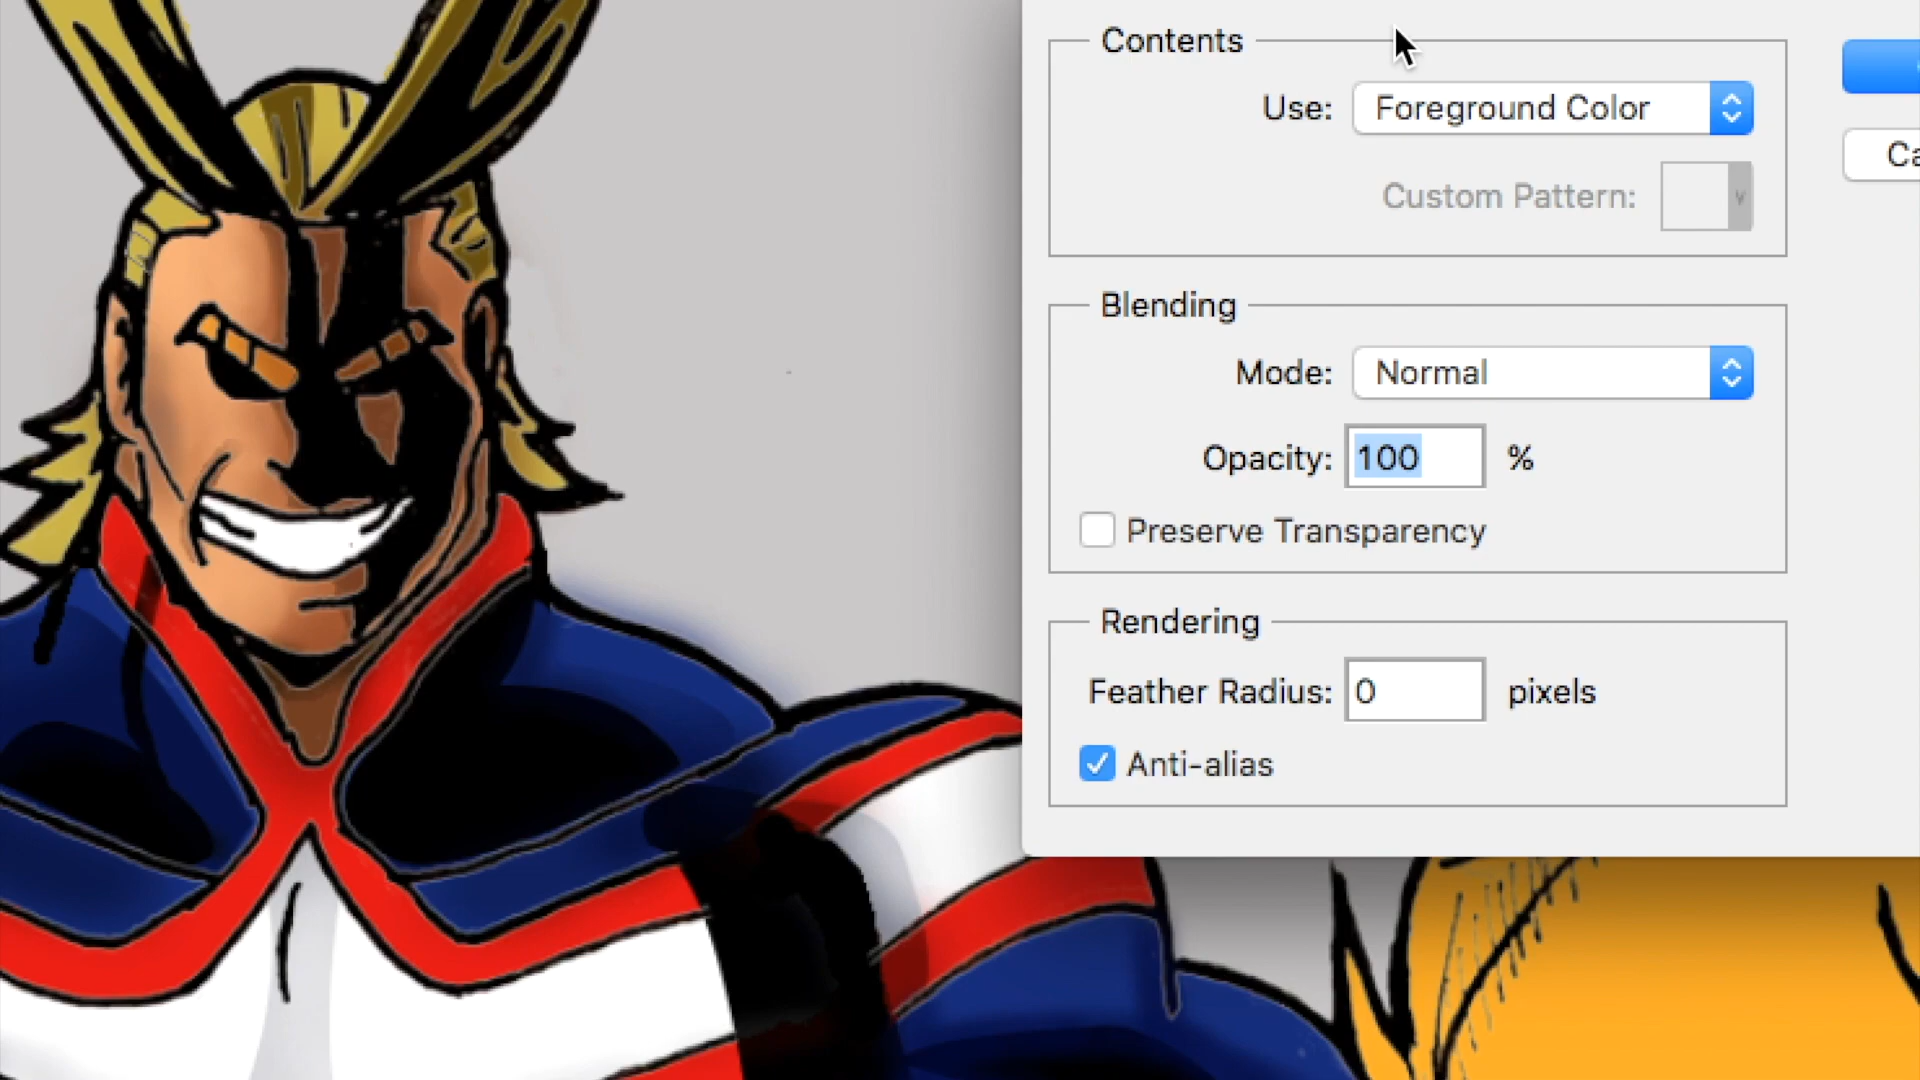 Contents
Use: Foreground Color
Custom Pattern:
Blending
Mode: Normal
Opacity: 100 %
Preserve Transparency
Rendering
Feather Radius: 0 pixels
Anti-alias